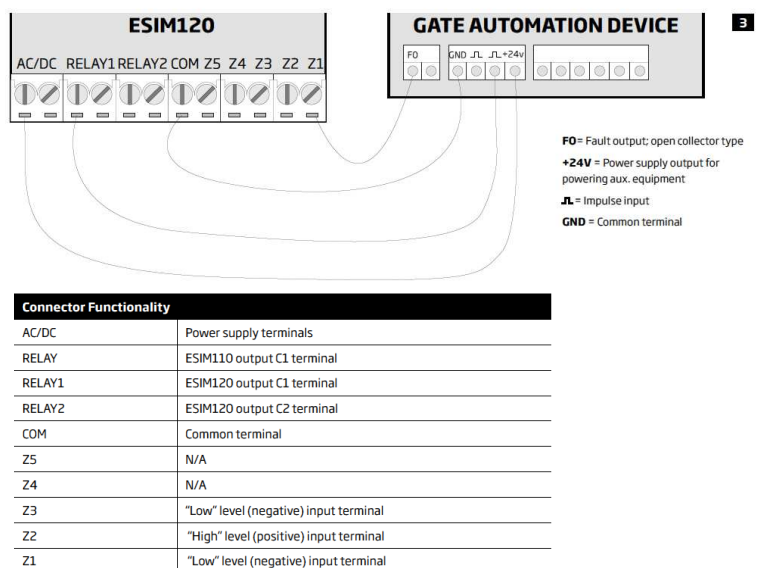 ESIM120
GATE AUTOMATION DEVICE
3
AC/DC RELAY1 RELAY2 COM Z5 Z4 Z3 Z2 Z1
FO
GND +24v
FO= Fault output; open collector type
+24V = Power supply output for
powering aux. equipment
= Impulse input
GND = Common terminal
Connector Functionality
AC/DC Power supply terminals
RELAY ESIM110 output C1 terminal
RELAY1 ESIM120 output C1 terminal
RELAY2 ESIM120 output C2 terminal
COM Common terminal
Z5 N/A
Z4 N/A
Z3 “Low” level (negative) input terminal
Z2 “High” level (positive) input terminal
Z1 “Low” level (negative) input terminal